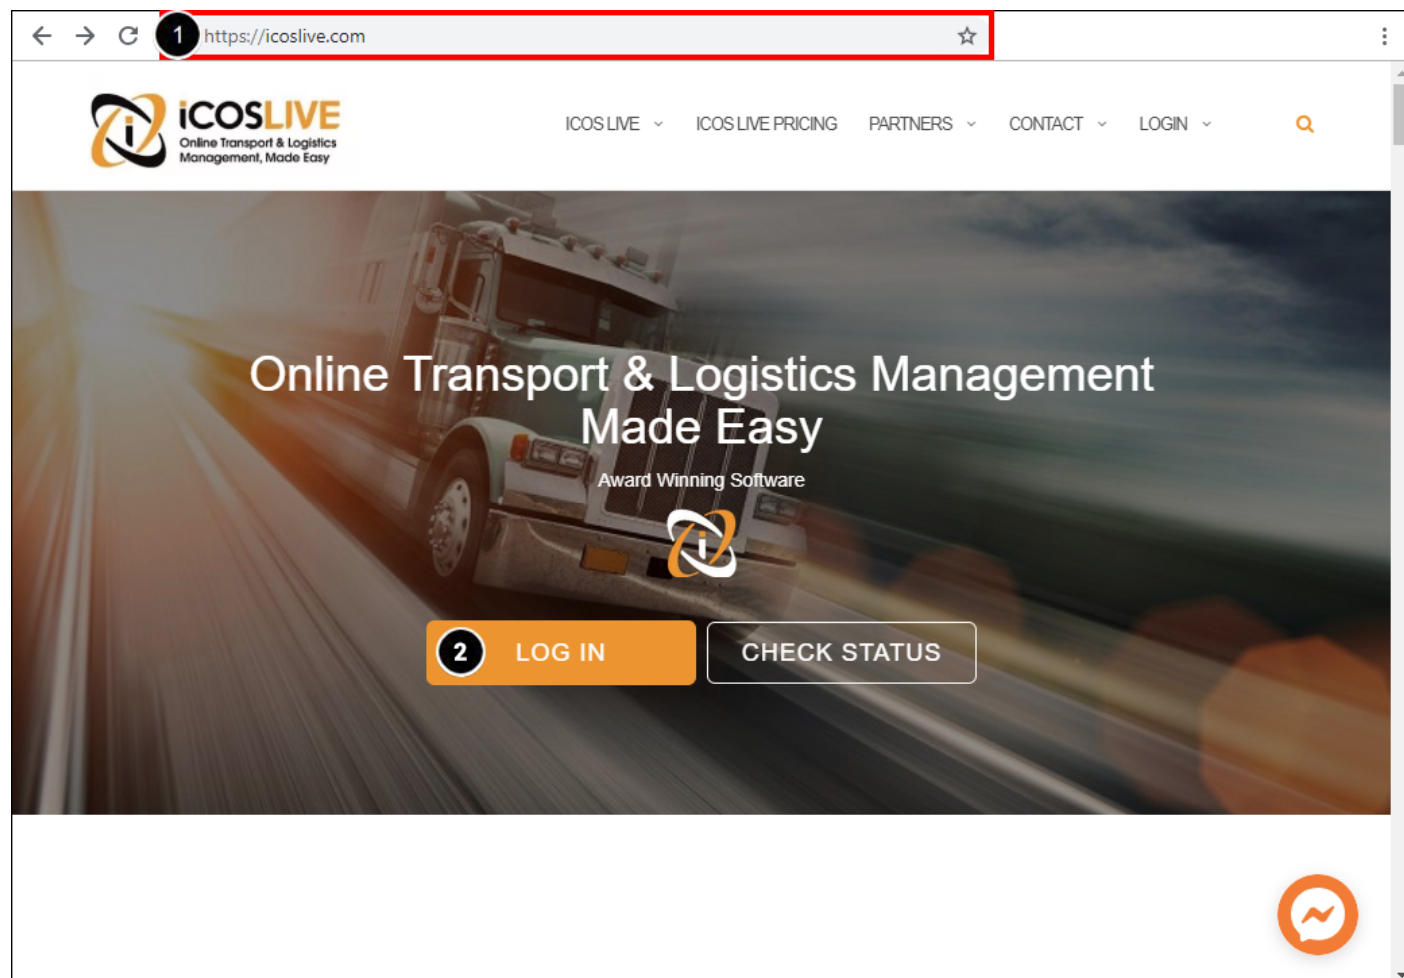 1
https://icoslive.com
iCOSLIVE
Online Transport & Logistics
Management, Made Easy
ICOS LIVE
ICOS LIVE PRICING
PARTNERS
CONTACT
LOGIN
Online Transport & Logistics Management
Made Easy
Award Winning Software
i
2
LOG IN
CHECK STATUS